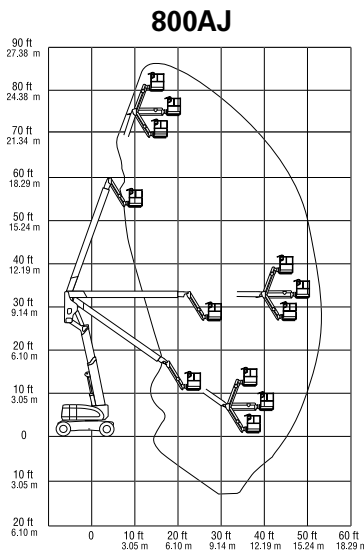 800AJ
90 ft
27.38 m
80 ft
24.38 m
70 ft
21.34 m
60 ft
18.29 m
50 ft
15.24 m
40 ft
12.19 m
30 ft
9.14 m
20 ft
6.10 m
10 ft
3.05 m
0
10 ft
3.05 m
20 ft
6.10 m
0 10 ft 20 ft 30 ft 40 ft 50 ft 60 ft
3.05 m 6.10 m 9.14 m 12.19 m 15.24 m 18.29 m